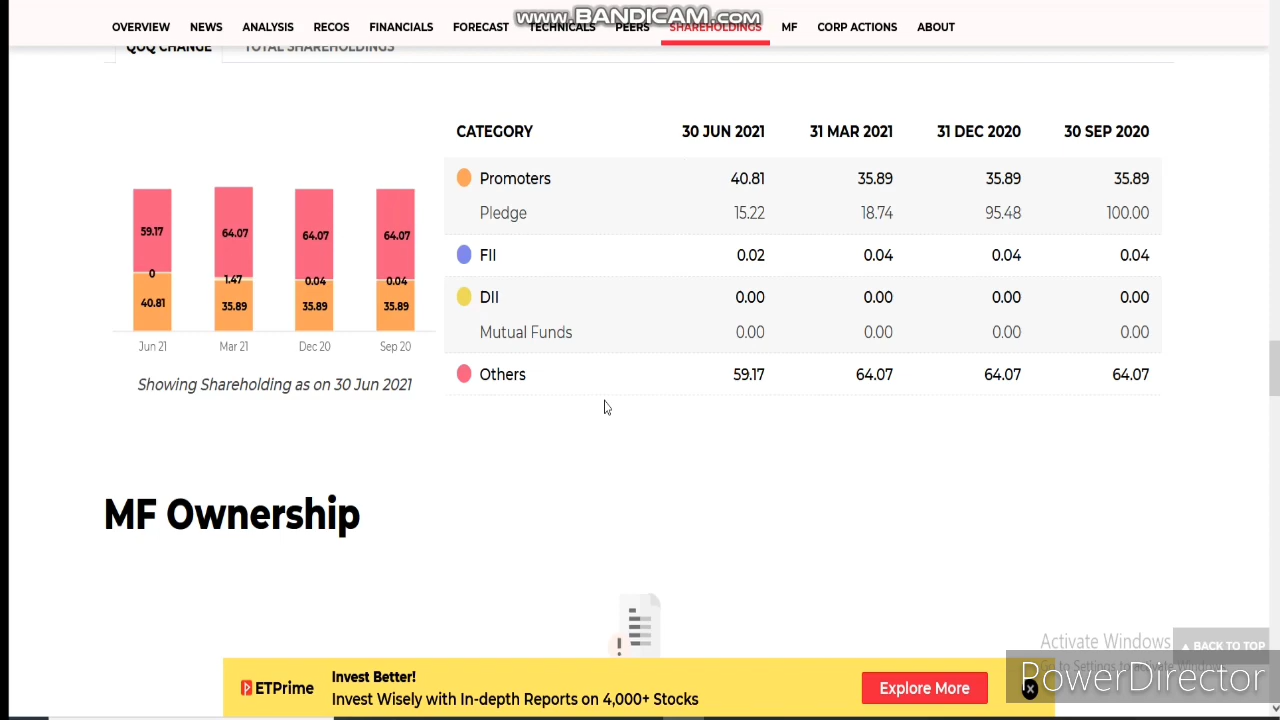 www.BANDICAM.com
OVERVIEW NEWS ANALYSIS RECOS FINANCIALS FORECAST TECHNICALS PEERS SHAREHOLDINGS MF CORP ACTIONS ABOUT
QOQ CHANGE TOTAL SHAREHOLDINGS
CATEGORY 30 JUN 2021 31 MAR 2021 31 DEC 2020 30 SEP 2020
Promoters 40.81 35.89 35.89 35.89
Pledge 15.22 18.74 95.48 100.00
FII 0.02 0.04 0.04 0.04
DII 0.00 0.00 0.00 0.00
Mutual Funds 0.00 0.00 0.00 0.00
Others 59.17 64.07 64.07 64.07
59.17 64.07 64.07 64.07
0 1.47 0.04 0.04
40.81 35.89 35.89 35.89
Jun 21 Mar 21 Dec 20 Sep 20
Showing Shareholding as on 30 Jun 2021
MF Ownership
Activate Windows
Go to Settings to activate Windows.
▲ BACK TO TOP
ETPrime
Invest Better!
Invest Wisely with In-depth Reports on 4,000+ Stocks
Explore More
x
PowerDirector